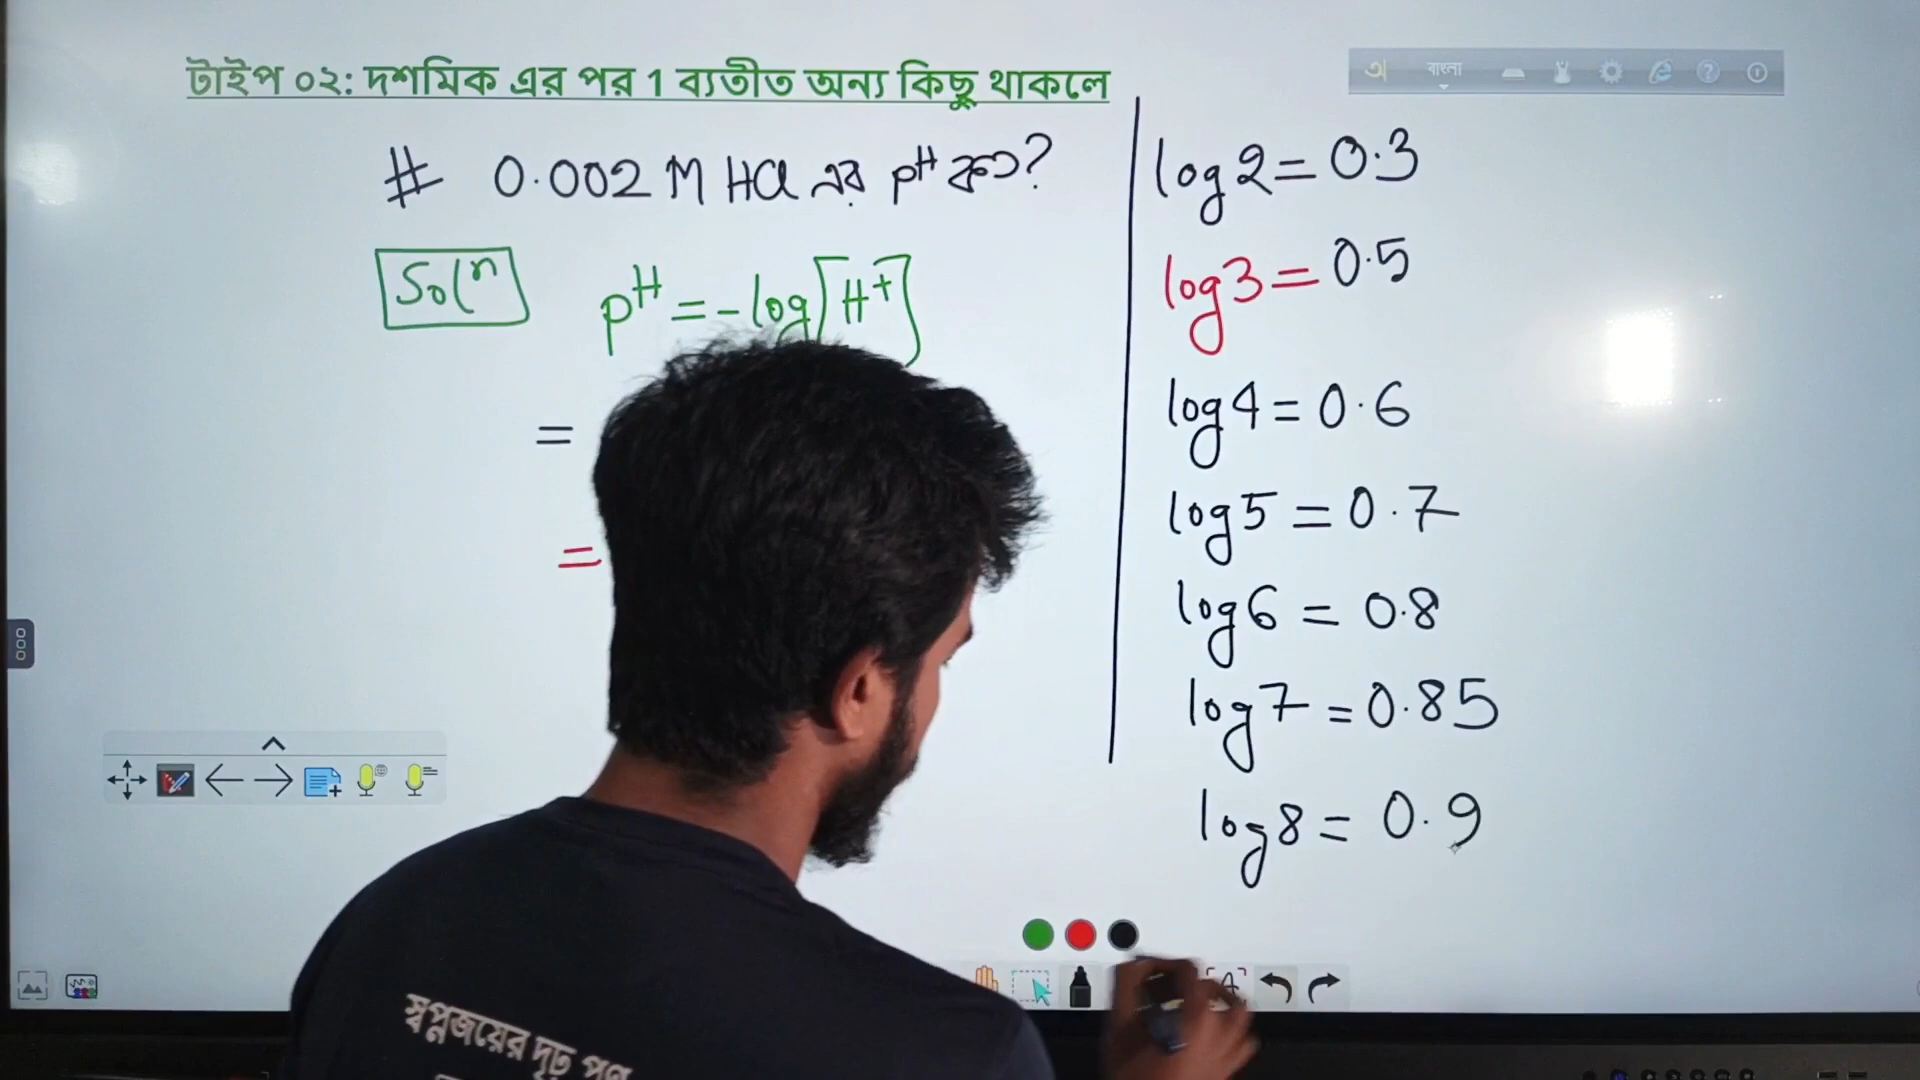 টাইপ ০২: দশমিক এর পর 1 ব্যতীত অন্য কিছু থাকলে
বাংলা
# 0.002 M HCl এর pH কত?
Solⁿ
pH = -log[H+]
=
=
log2 = 0.3
log3 = 0.5
log4 = 0.6
log5 = 0.7
log6 = 0.8
log7 = 0.85
log8 = 0.9
স্বপ্নজয়ের দৃঢ়